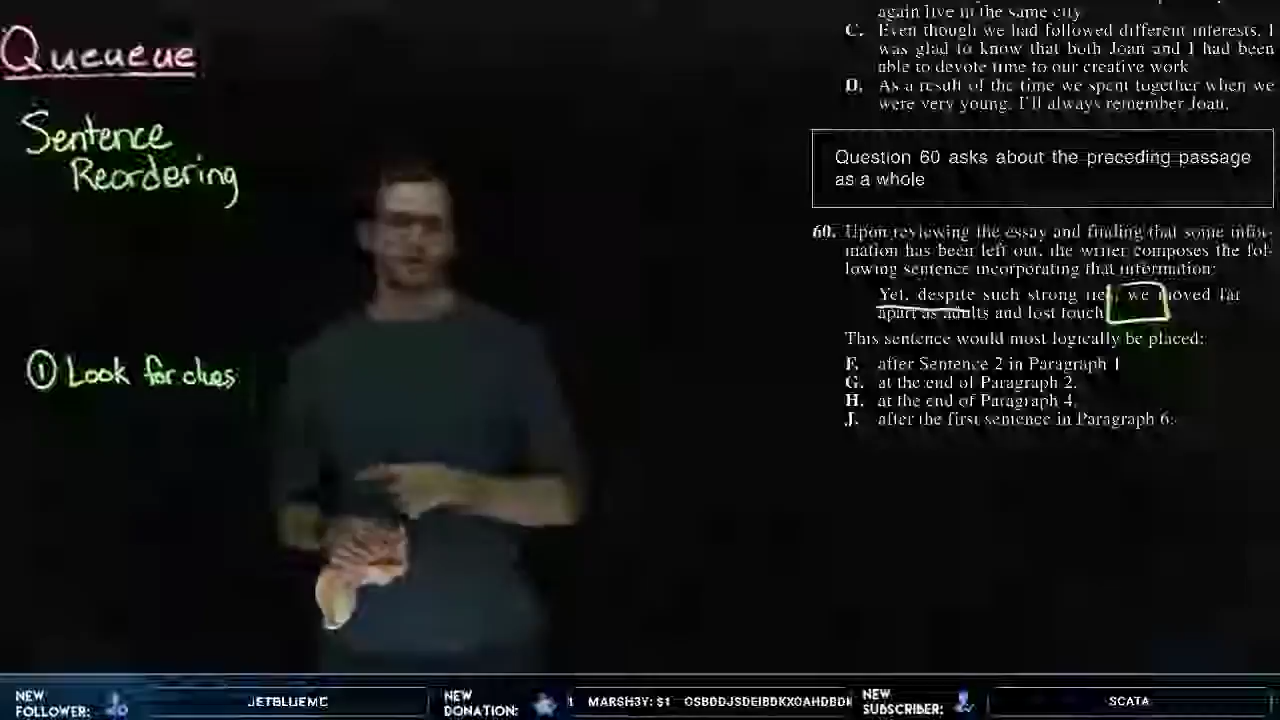 Queueue
Sentence
Reordering
① Look for clues
again live in the same city
C. Even though we had followed different interests, I
was glad to know that both Joan and I had been
able to devote time to our creative work
D. As a result of the time we spent together when we
were very young, I'll always remember Joan.
Question 60 asks about the preceding passage
as a whole
60. Upon reviewing the essay and finding that some infor-
mation has been left out, the writer composes the fol-
lowing sentence incorporating that information:
Yet, despite such strong ties, we moved far
apart as adults and lost touch
This sentence would most logically be placed:
F. after Sentence 2 in Paragraph 1
G. at the end of Paragraph 2.
H. at the end of Paragraph 4.
J. after the first sentence in Paragraph 6.
NEW FOLLOWER: JETBLUEMC
NEW DONATION: MARSH3Y: $1
NEW SUBSCRIBER: SCATA